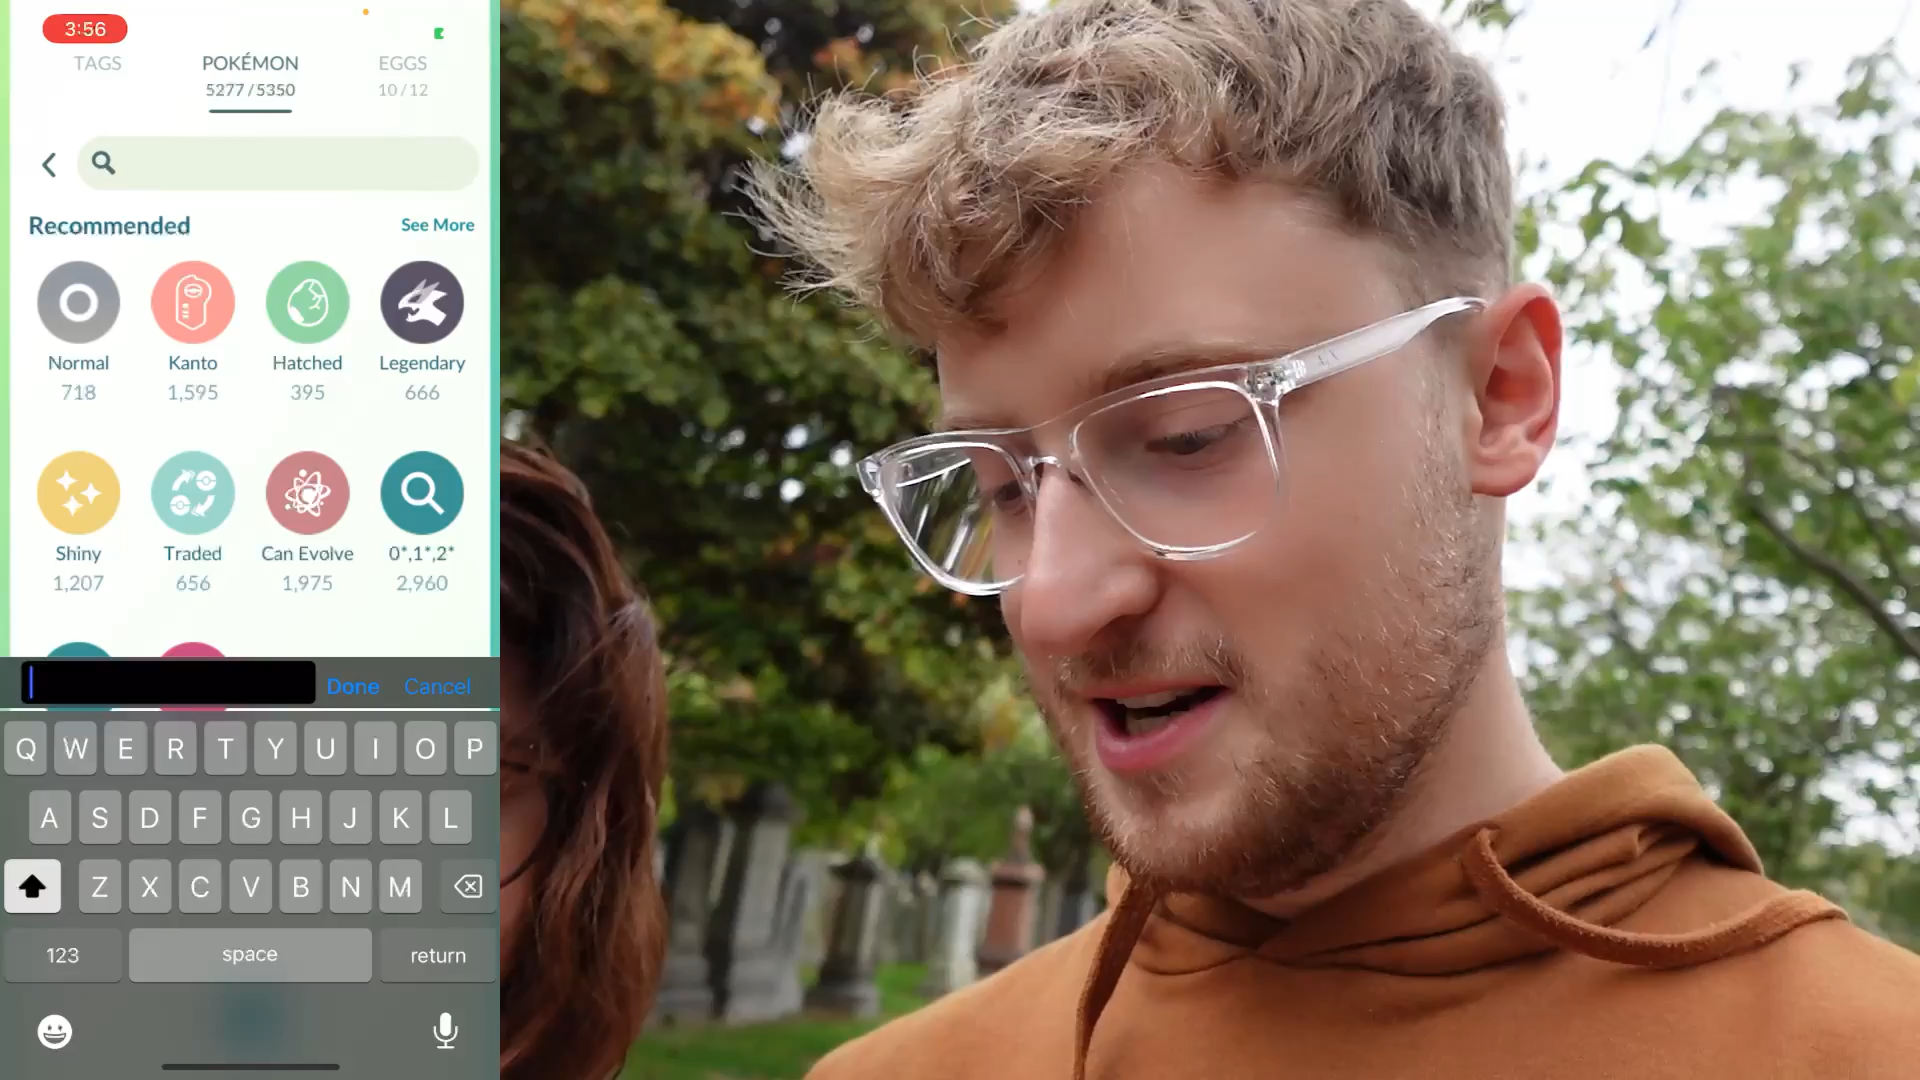 3:56
TAGS POKÉMON EGGS
5277 / 5350 10 / 12
Recommended See More
Normal Kanto Hatched Legendary
718 1,595 395 666
Shiny Traded Can Evolve 0*,1*,2*
1,207 656 1,975 2,960
Done Cancel
Q W E R T Y U I O P
A S D F G H J K L
Z X C V B N M
123 space return